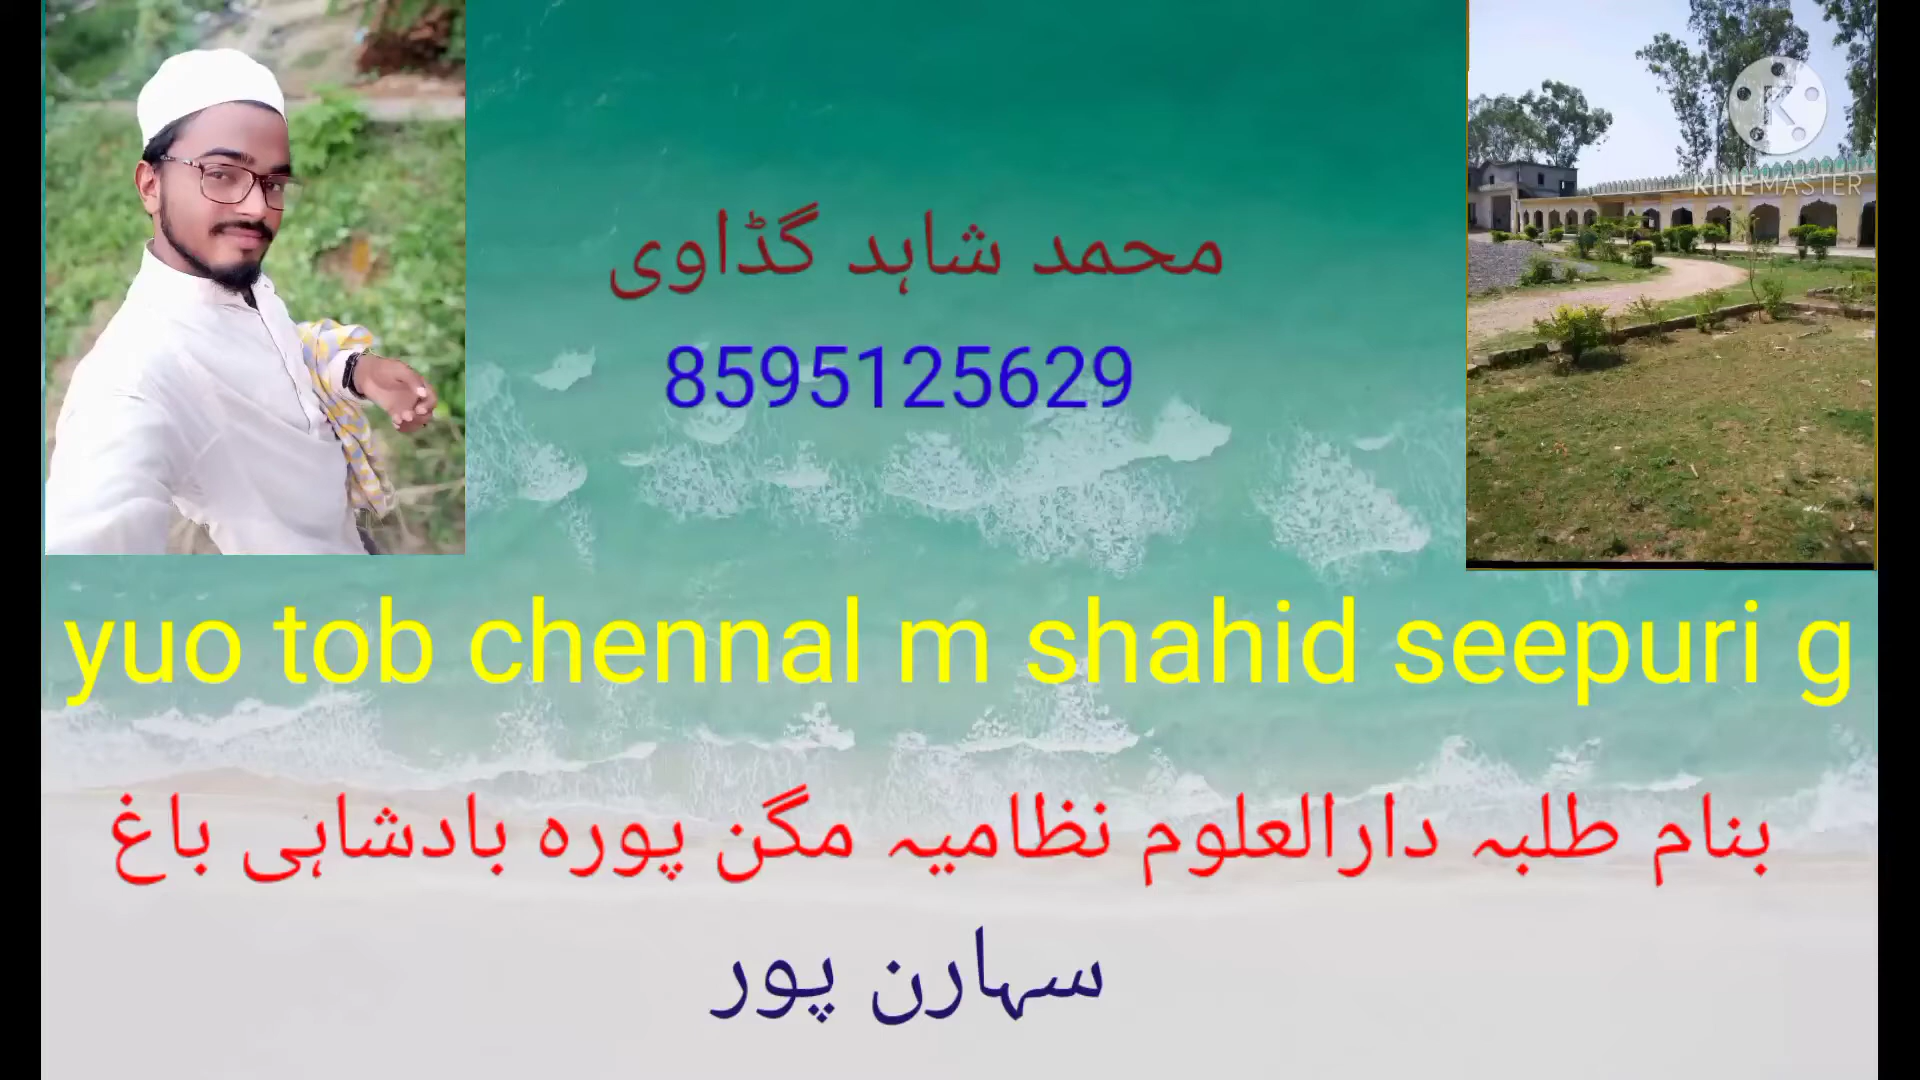 محمد شاہد گڈاوی
8595125629
KINEMASTER
yuo tob chennal m shahid seepuri g
بنام طلبہ دارالعلوم نظامیہ مگن پورہ بادشاہی باغ
سہارن پور